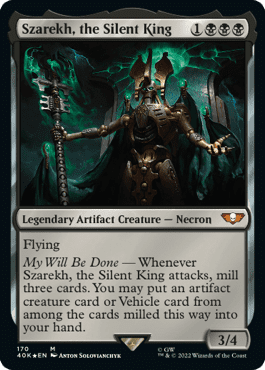 Szarekh, the Silent King 1
Legendary Artifact Creature — Necron
Flying
My Will Be Done — Whenever
Szarekh, the Silent King attacks, mill
three cards. You may put an artifact
creature card or Vehicle card from
among the cards milled this way into
your hand.
3/4
170 M
40K ★ EN Anton Solovianchyk
™ & © 2022 Wizards of the Coast
© GW